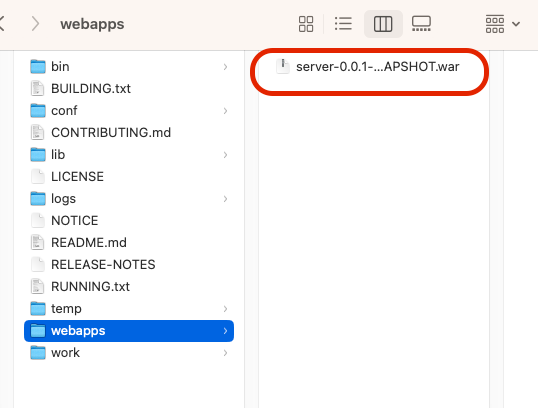 webapps
bin
BUILDING.txt
conf
CONTRIBUTING.md
lib
LICENSE
logs
NOTICE
README.md
RELEASE-NOTES
RUNNING.txt
temp
webapps
work
server-0.0.1-...APSHOT.war